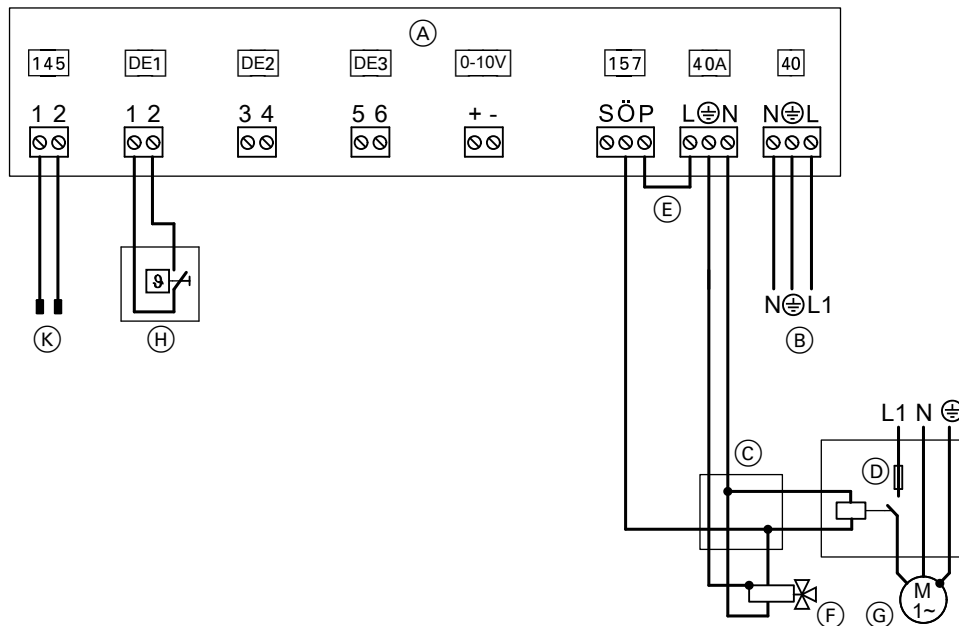 A
145 DE1 DE2 DE3 0-10V 157 40A 40
1 2 1 2 3 4 5 6 + - S Ö P L ⏚ N N ⏚ L
E
ϑ
N ⏚ L1
K H B
L1 N ⏚
C
D
M
1~
F G